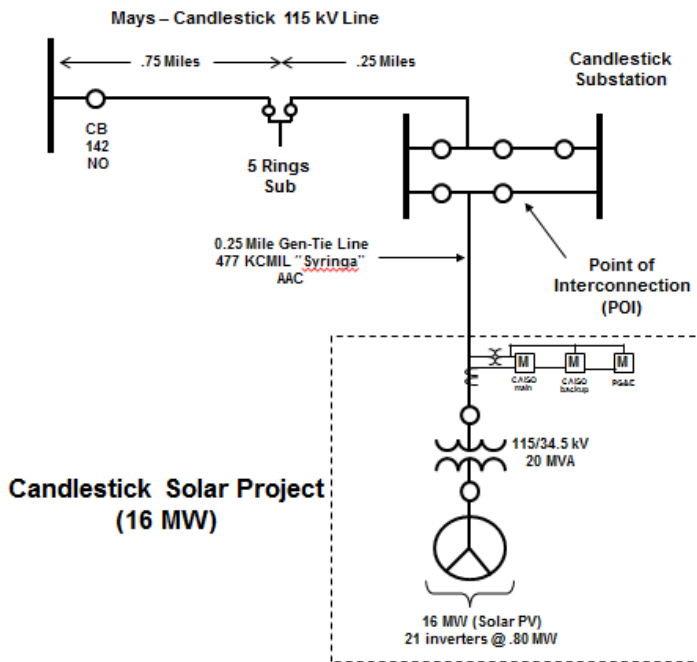 Mays – Candlestick 115 kV Line
.75 Miles
.25 Miles
Candlestick
Substation
CB
142
NO
5 Rings
Sub
0.25 Mile Gen-Tie Line
477 KCMIL "Syringa"
AAC
Point of
Interconnection
(POI)
M
M
M
CAISO
main
CAISO
backup
PG&E
115/34.5 kV
20 MVA
Candlestick Solar Project
(16 MW)
16 MW (Solar PV)
21 inverters @ .80 MW